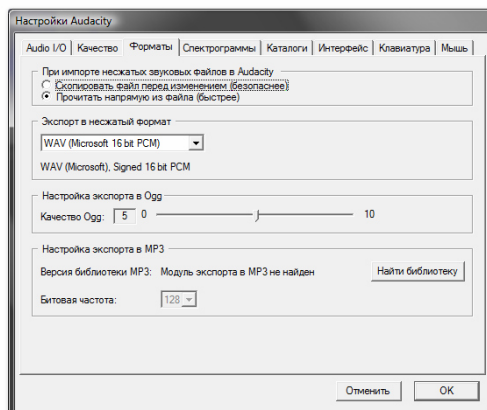 Настройки Audacity
Audio I/O Качество Форматы Спектрограммы Каталоги Интерфейс Клавиатура Мышь
При импорте несжатых звуковых файлов в Audacity
Скопировать файл перед изменением (безопаснее)
Прочитать напрямую из файла (быстрее)
Экспорт в несжатый формат
WAV (Microsoft 16 bit PCM)
WAV (Microsoft), Signed 16 bit PCM
Настройка экспорта в Ogg
Качество Ogg: 5 0 10
Настройка экспорта в MP3
Версия библиотеки MP3: Модуль экспорта в MP3 не найден Найти библиотеку
Битовая частота: 128
Отменить OK